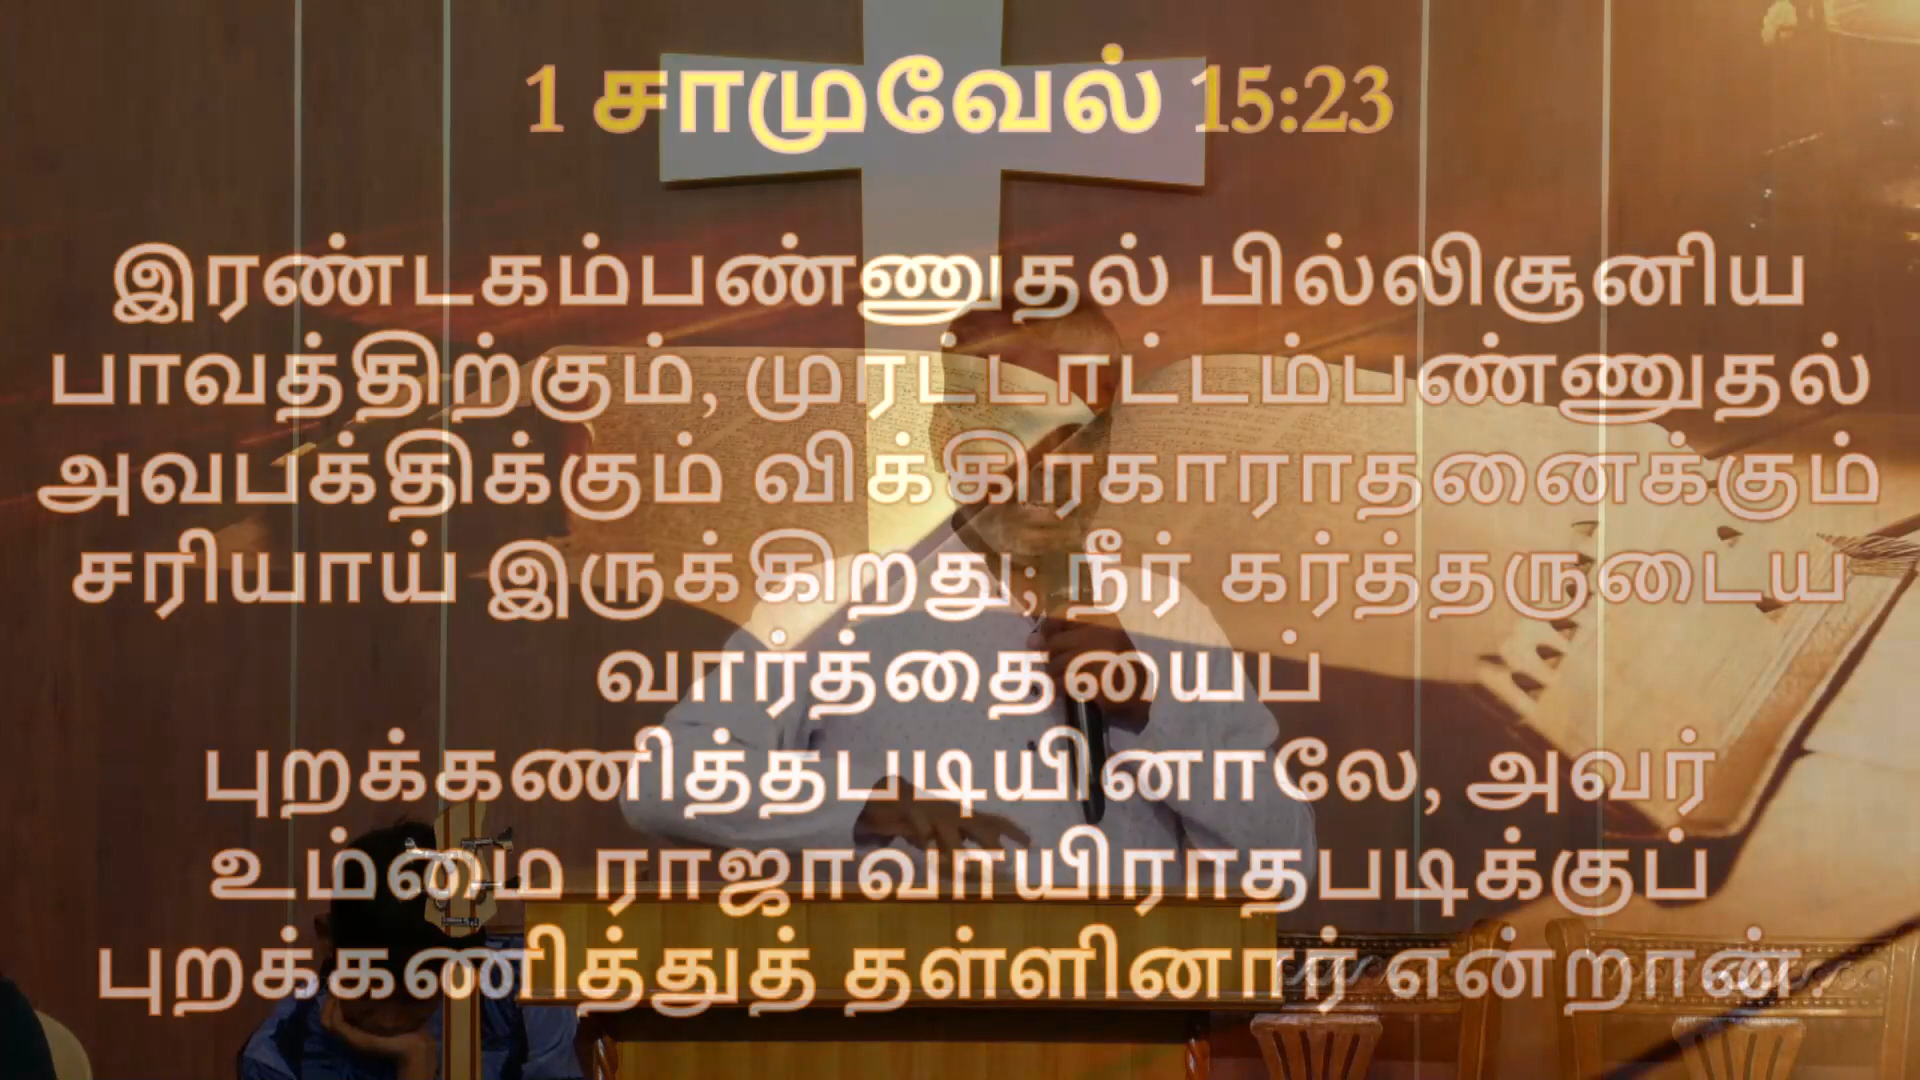 1 சாமுவேல் 15:23
இரண்டகம்பண்ணுதல் பில்லிசூனிய
பாவத்திற்கும், முரட்டாட்டம்பண்ணுதல்
அவபக்திக்கும் விக்கிரகாராதனைக்கும்
சரியாய் இருக்கிறது; நீர் கர்த்தருடைய
வார்த்தையைப்
புறக்கணித்தபடியினாலே, அவர்
உம்மை ராஜாவாயிராதபடிக்குப்
புறக்கணித்துத் தள்ளினார் என்றான்.